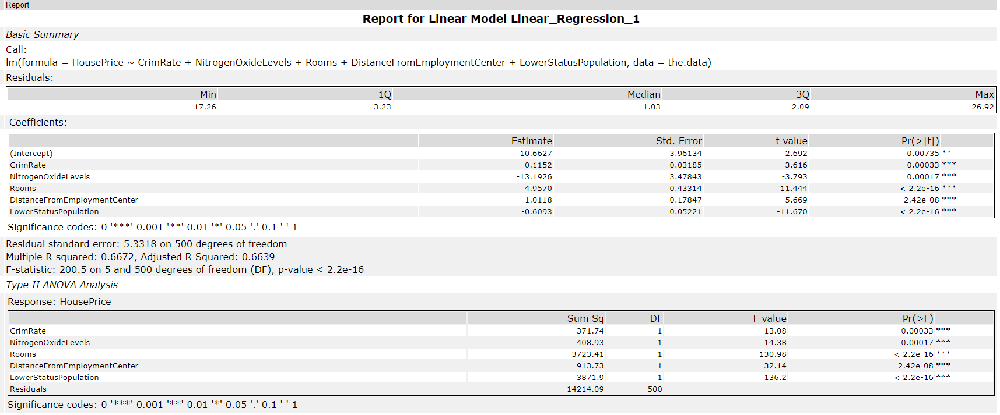 Report
Report for Linear Model Linear_Regression_1
Basic Summary
Call:
lm(formula = HousePrice ~ CrimRate + NitrogenOxideLevels + Rooms + DistanceFromEmploymentCenter + LowerStatusPopulation, data = the.data)
Residuals:
Min 1Q Median 3Q Max
-17.26 -3.23 -1.03 2.09 26.92
Coefficients:
Estimate Std. Error t value Pr(>|t|)
(Intercept) 10.6627 3.96134 2.692 0.00735 **
CrimRate -0.1152 0.03185 -3.616 0.00033 ***
NitrogenOxideLevels -13.1926 3.47843 -3.793 0.00017 ***
Rooms 4.9570 0.43314 11.444 < 2.2e-16 ***
DistanceFromEmploymentCenter -1.0118 0.17847 -5.669 2.42e-08 ***
LowerStatusPopulation -0.6093 0.05221 -11.670 < 2.2e-16 ***
Significance codes: 0 '***' 0.001 '**' 0.01 '*' 0.05 '.' 0.1 ' ' 1
Residual standard error: 5.3318 on 500 degrees of freedom
Multiple R-squared: 0.6672, Adjusted R-Squared: 0.6639
F-statistic: 200.5 on 5 and 500 degrees of freedom (DF), p-value < 2.2e-16
Type II ANOVA Analysis
Response: HousePrice
Sum Sq DF F value Pr(>F)
CrimRate 371.74 1 13.08 0.00033 ***
NitrogenOxideLevels 408.93 1 14.38 0.00017 ***
Rooms 3723.41 1 130.98 < 2.2e-16 ***
DistanceFromEmploymentCenter 913.73 1 32.14 2.42e-08 ***
LowerStatusPopulation 3871.9 1 136.2 < 2.2e-16 ***
Residuals 14214.09 500
Significance codes: 0 '***' 0.001 '**' 0.01 '*' 0.05 '.' 0.1 ' ' 1